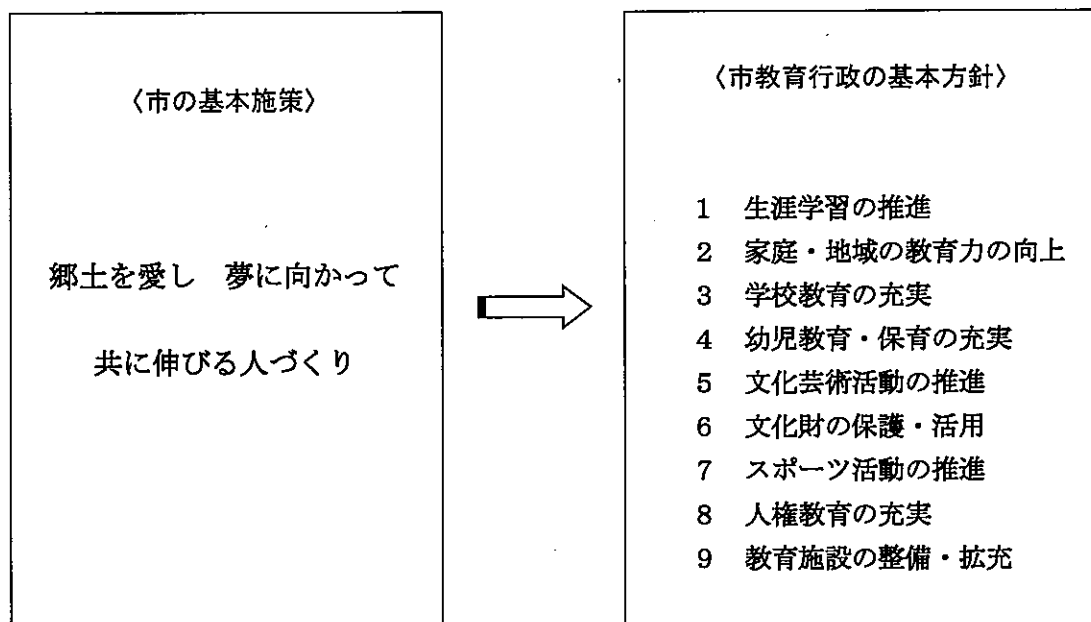 〈市の基本施策〉
郷土を愛し　夢に向かって
共に伸びる人づくり
〈市教育行政の基本方針〉
1　生涯学習の推進
2　家庭・地域の教育力の向上
3　学校教育の充実
4　幼児教育・保育の充実
5　文化芸術活動の推進
6　文化財の保護・活用
7　スポーツ活動の推進
8　人権教育の充実
9　教育施設の整備・拡充